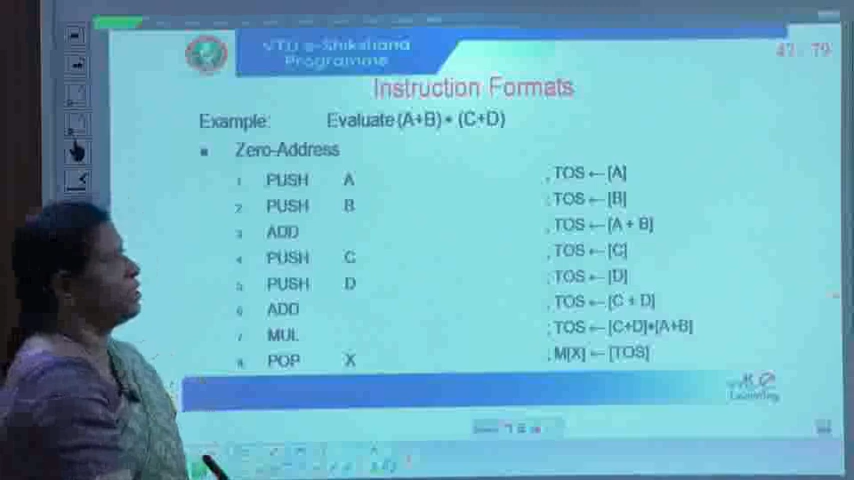 VTU e-Shikshana
Programme
47 - 79
Instruction Formats
Example: Evaluate (A+B) * (C+D)
▪ Zero-Address
1 PUSH A ; TOS ← [A]
2 PUSH B ; TOS ← [B]
3 ADD ; TOS ← [A + B]
4 PUSH C ; TOS ← [C]
5 PUSH D ; TOS ← [D]
6 ADD ; TOS ← [C + D]
7 MUL ; TOS ← [C+D]*[A+B]
8 POP X ; M[X] ← [TOS]
Learning